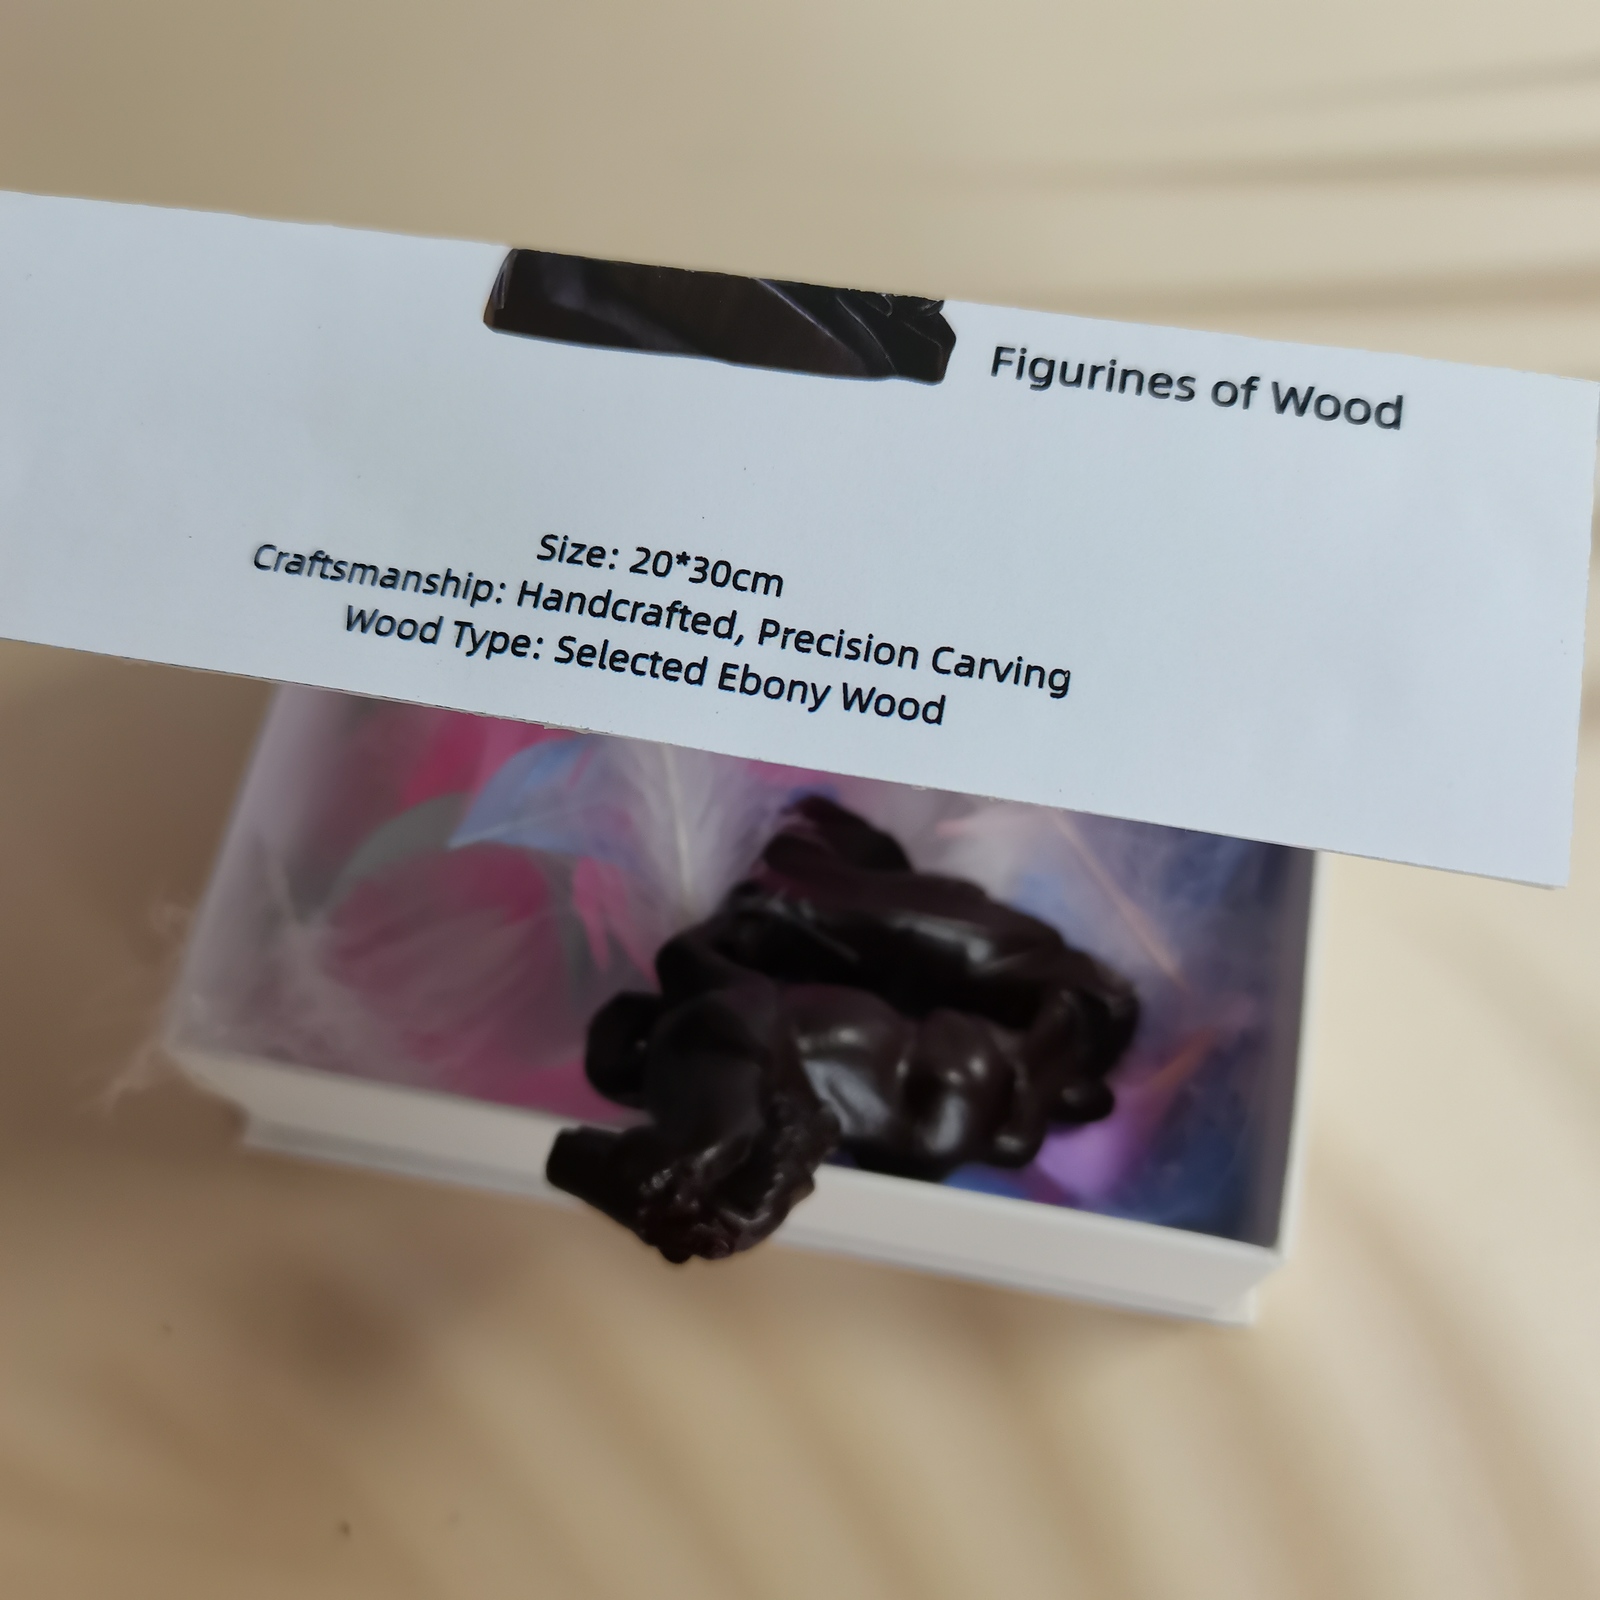 Figurines of Wood
Size: 20*30cm
Craftsmanship: Handcrafted, Precision Carving
Wood Type: Selected Ebony Wood